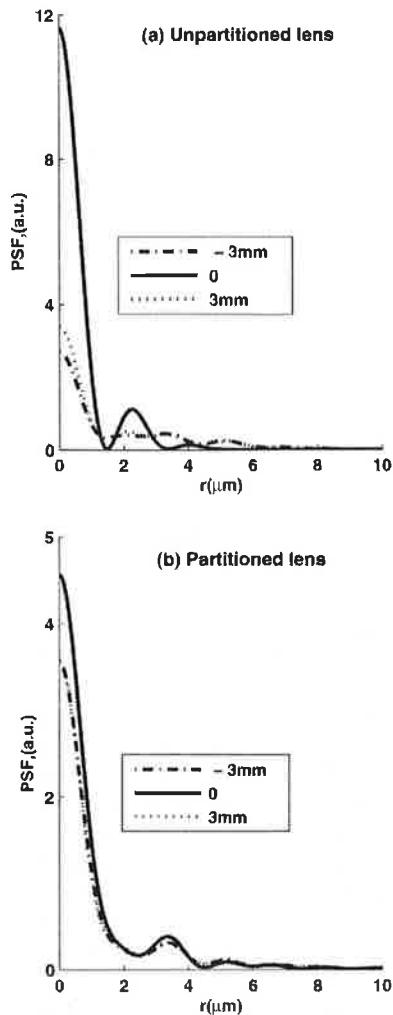 12
(a) Unpartitioned lens
8
PSF,(a.u.)
– 3mm
0
3mm
4
0
0 2 4 6 8 10
r(μm)
5
(b) Partitioned lens
4
PSF,(a.u.)
– 3mm
0
3mm
2
0
0 2 4 6 8 10
r(μm)